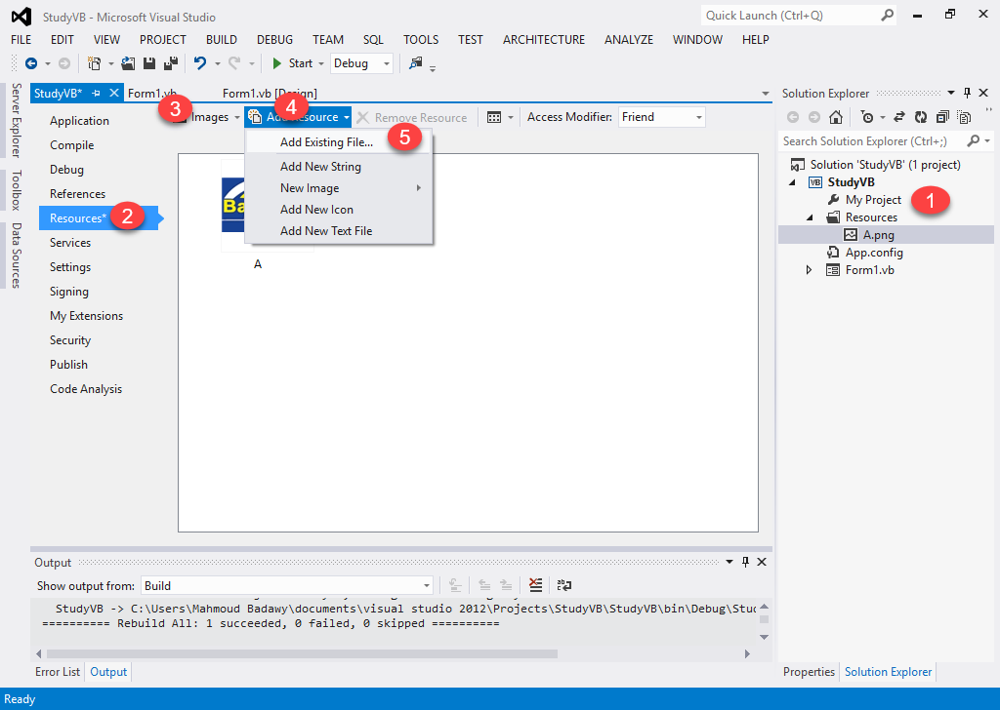 StudyVB - Microsoft Visual Studio
Quick Launch (Ctrl+Q)
FILE EDIT VIEW PROJECT BUILD DEBUG TEAM SQL TOOLS TEST ARCHITECTURE ANALYZE WINDOW HELP
Start Debug
StudyVB* Form1.vb Form1.vb [Design]
3 4
Images Add Resource Remove Resource Access Modifier: Friend
Server Explorer
Toolbox
Data Sources
Application
Compile
Debug
References
Resources* 2
Services
Settings
Signing
My Extensions
Security
Publish
Code Analysis
Add Existing File... 5
Add New String
New Image
Add New Icon
Add New Text File
Ba
A
Solution Explorer
Search Solution Explorer (Ctrl+;)
Solution 'StudyVB' (1 project)
VB StudyVB
My Project 1
Resources
A.png
App.config
Form1.vb
Output
Show output from: Build
StudyVB -> C:\Users\Mahmoud Badawy\documents\visual studio 2012\Projects\StudyVB\StudyVB\bin\Debug\Stud
========== Rebuild All: 1 succeeded, 0 failed, 0 skipped ==========
Error List Output
Properties Solution Explorer
Ready